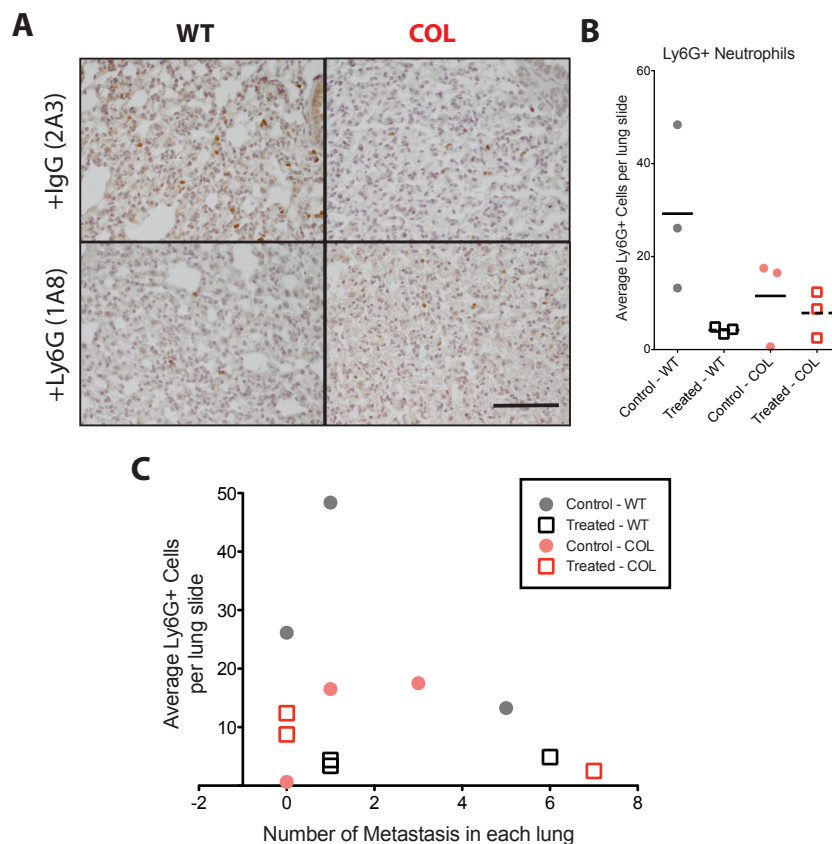 A
WT
COL
+IgG (2A3)
+Ly6G (1A8)
B
Ly6G+ Neutrophils
Average Ly6G+ Cells per lung slide
60
40
20
0
Control - WT
Treated - WT
Control - COL
Treated - COL
C
Average Ly6G+ Cells
per lung slide
50
40
30
20
10
-2
0
2
4
6
8
Number of Metastasis in each lung
Control - WT
Treated - WT
Control - COL
Treated - COL